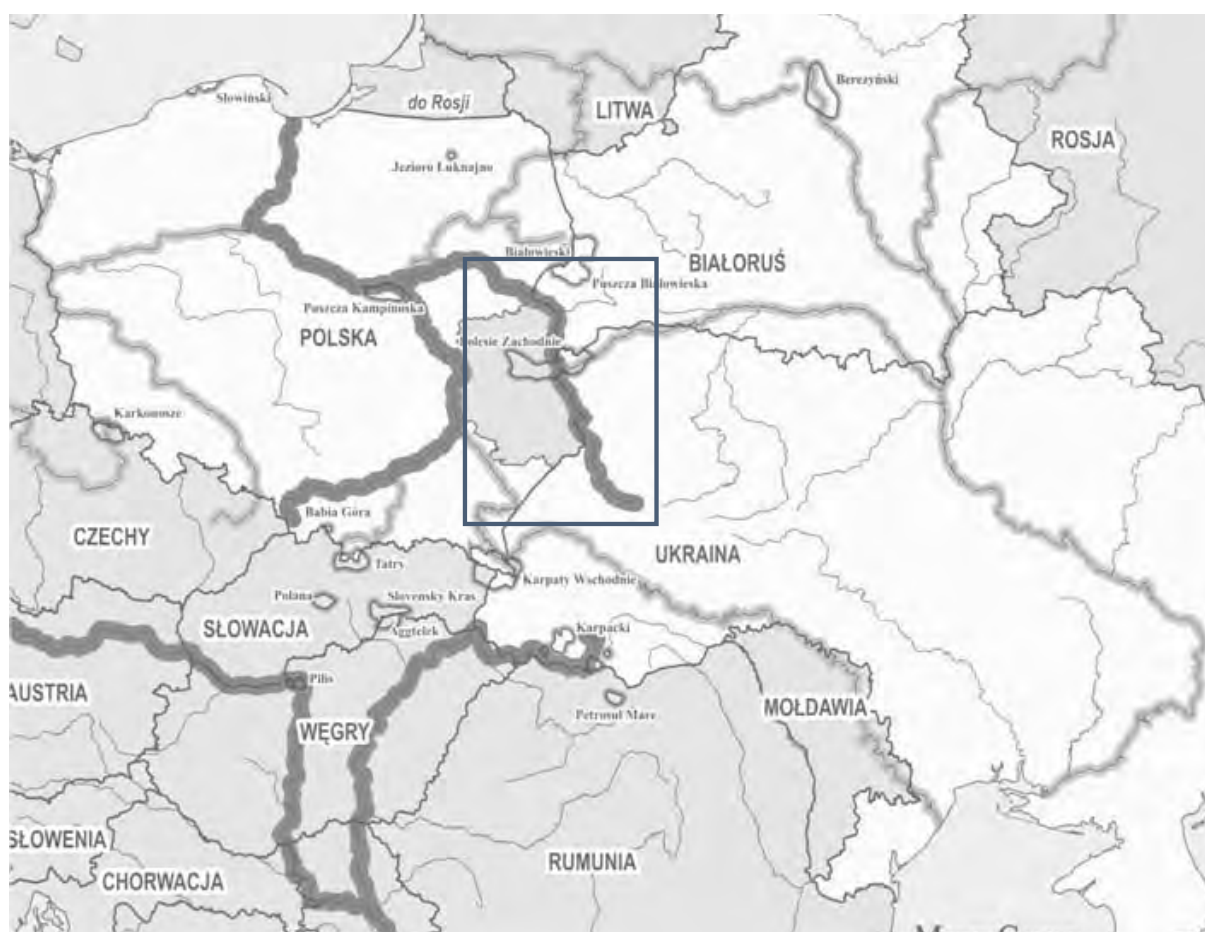 Słowiński
do Rosji
LITWA
Berezyński
ROSJA
Jezioro Łuknajno
Białowieski
BIAŁORUŚ
Puszcza Białowieska
Puszcza Kampinoska
POLSKA
Polesie Zachodnie
Karkonosze
Babia Góra
CZECHY
Tatry
UKRAINA
Karpaty Wschodnie
Polana
Slovensky Kras
SŁOWACJA
Aggtelek
Karpacki
AUSTRIA
Pilis
WĘGRY
Petrosul Mare
MOŁDAWIA
SŁOWENIA
CHORWACJA
RUMUNIA